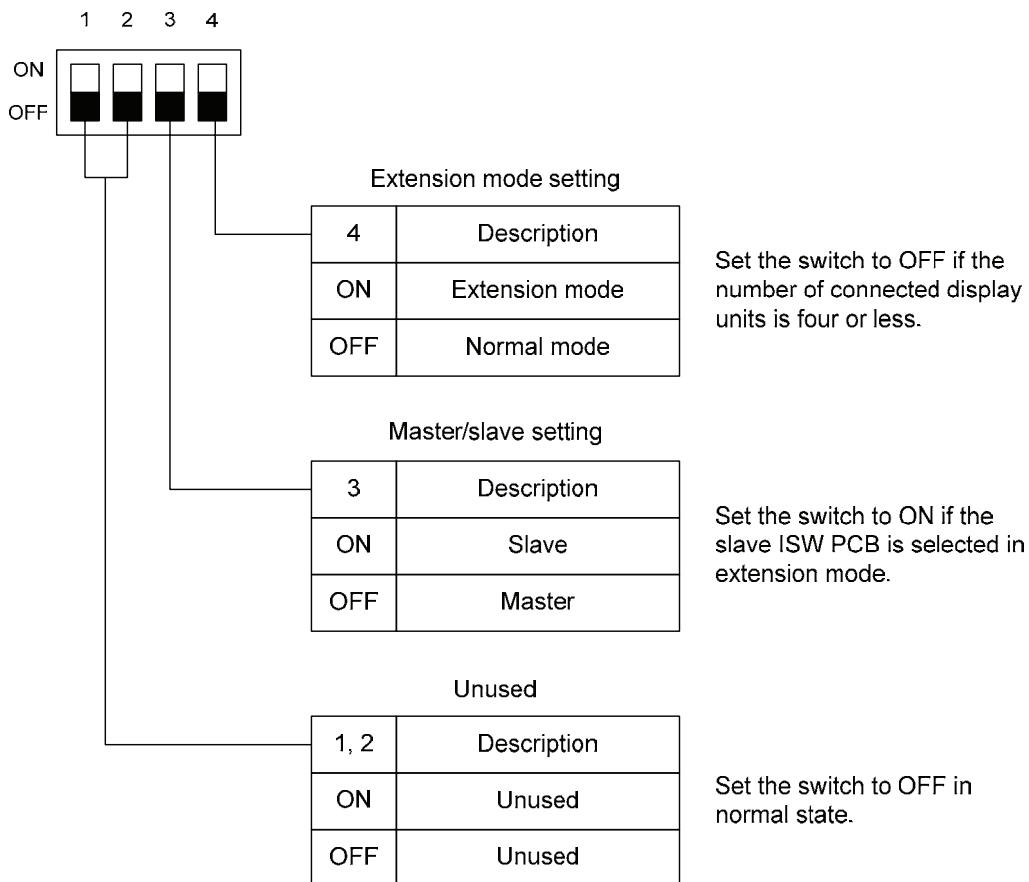 1 2 3 4
ON
OFF
Extension mode setting
4 Description
ON Extension mode
OFF Normal mode
Set the switch to OFF if the
number of connected display
units is four or less.
Master/slave setting
3 Description
ON Slave
OFF Master
Set the switch to ON if the
slave ISW PCB is selected in
extension mode.
Unused
1, 2 Description
ON Unused
OFF Unused
Set the switch to OFF in
normal state.